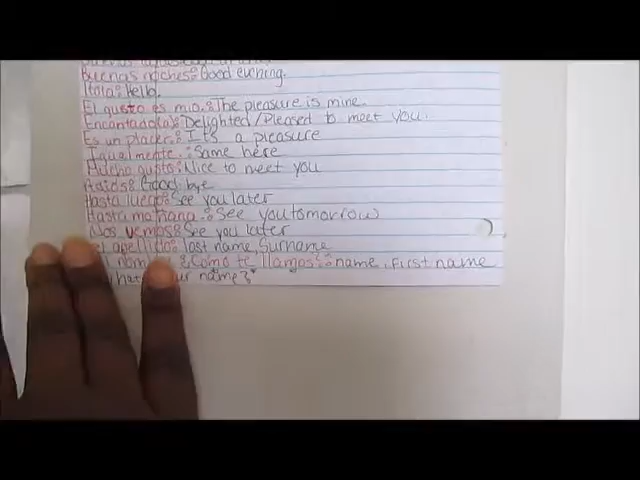 Buenas noches: Good evening.
Hola: Hello.
El gusto es mio.: The pleasure is mine.
Encantado(a): Delighted/Pleased to meet you.
Es un placer.: It's a pleasure
Igualmente.: Same here
Mucho gusto: Nice to meet you
Adiós: Good bye
Hasta luego: See you later
Hasta mañana.: See you tomorrow
Nos vemos: See you later
el apellido: last name, Surname
¿Cómo te llamas?: name, First name
your name?